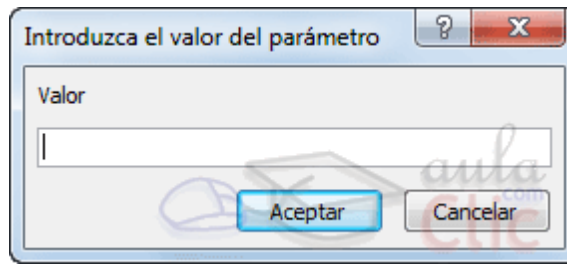 Introduzca el valor del parámetro
Valor
Aceptar
Cancelar
aula
.com
Clic